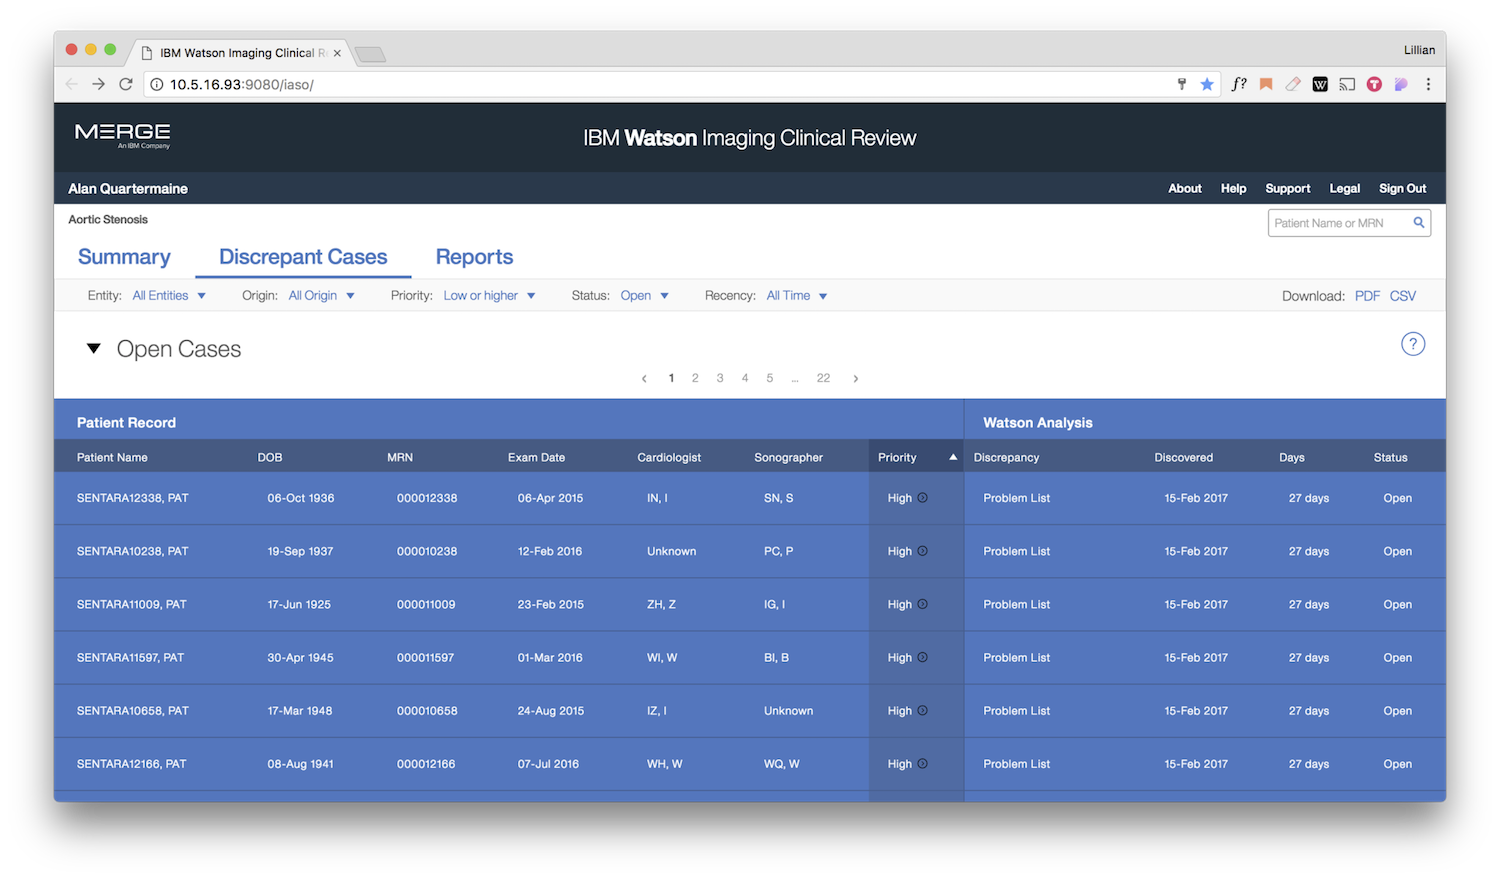 IBM Watson Imaging Clinical Re
Lillian
10.5.16.93:9080/iaso/
MERGE
An IBM Company
IBM Watson Imaging Clinical Review
Alan Quartermaine
About Help Support Legal Sign Out
Aortic Stenosis
Patient Name or MRN
Summary Discrepant Cases Reports
Entity: All Entities Origin: All Origin Priority: Low or higher Status: Open Recency: All Time Download: PDF CSV
Open Cases
?
‹ 1 2 3 4 5 ... 22 ›
Patient Record Watson Analysis
Patient Name DOB MRN Exam Date Cardiologist Sonographer Priority Discrepancy Discovered Days Status
SENTARA12338, PAT 06-Oct 1936 000012338 06-Apr 2015 IN, I SN, S High Problem List 15-Feb 2017 27 days Open
SENTARA10238, PAT 19-Sep 1937 000010238 12-Feb 2016 Unknown PC, P High Problem List 15-Feb 2017 27 days Open
SENTARA11009, PAT 17-Jun 1925 000011009 23-Feb 2015 ZH, Z IG, I High Problem List 15-Feb 2017 27 days Open
SENTARA11597, PAT 30-Apr 1945 000011597 01-Mar 2016 WI, W BI, B High Problem List 15-Feb 2017 27 days Open
SENTARA10658, PAT 17-Mar 1948 000010658 24-Aug 2015 IZ, I Unknown High Problem List 15-Feb 2017 27 days Open
SENTARA12166, PAT 08-Aug 1941 000012166 07-Jul 2016 WH, W WQ, W High Problem List 15-Feb 2017 27 days Open